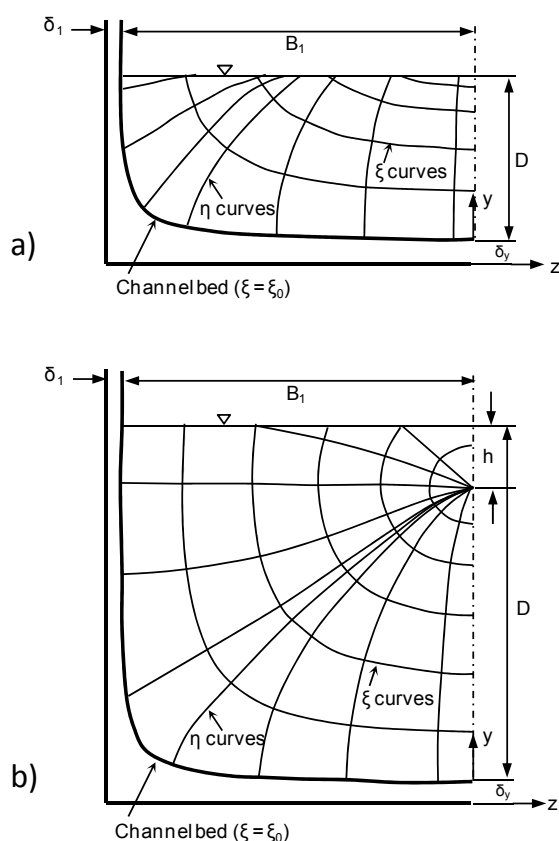 δ₁
B₁
D
ξ curves
η curves
y
a)
δy
z
Channel bed (ξ = ξ₀)
δ₁
B₁
h
D
ξ curves
η curves
y
b)
δy
z
Channel bed (ξ = ξ₀)